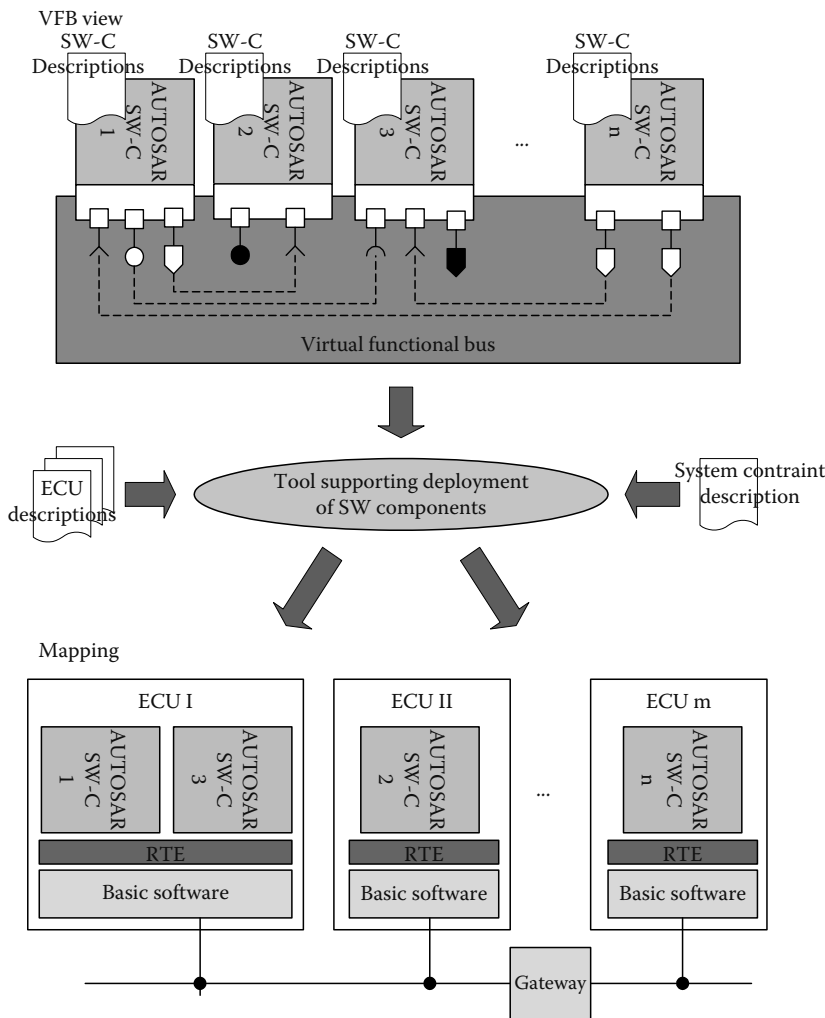 VFB view
SW-C
Descriptions
SW-C
Descriptions
SW-C
Descriptions
SW-C
Descriptions
AUTOSAR
SW-C
1
AUTOSAR
SW-C
2
AUTOSAR
SW-C
3
...
AUTOSAR
SW-C
n
Virtual functional bus
ECU
descriptions
Tool supporting deployment
of SW components
System contraint
description
Mapping
ECU I
ECU II
ECU m
AUTOSAR
SW-C
1
AUTOSAR
SW-C
3
AUTOSAR
SW-C
2
...
AUTOSAR
SW-C
n
RTE
RTE
RTE
Basic software
Basic software
Basic software
Gateway